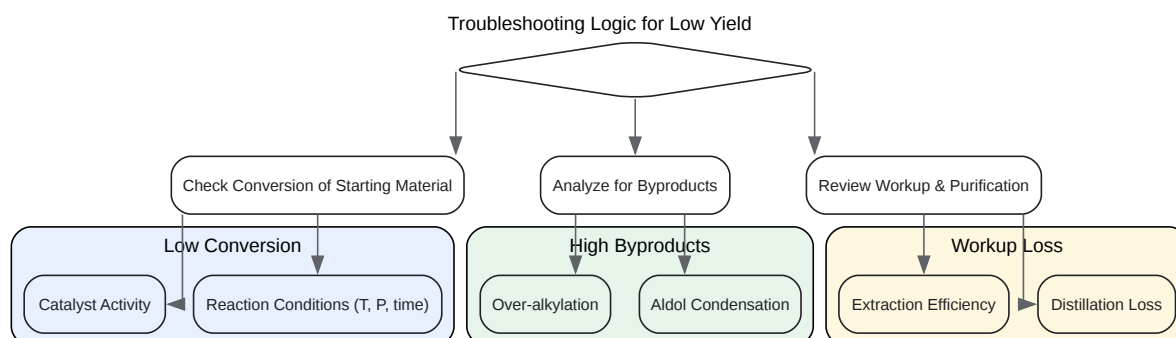 Troubleshooting Logic for Low Yield
Check Conversion of Starting Material
Analyze for Byproducts
Review Workup & Purification
Low Conversion
High Byproducts
Workup Loss
Catalyst Activity
Reaction Conditions (T, P, time)
Over-alkylation
Aldol Condensation
Extraction Efficiency
Distillation Loss